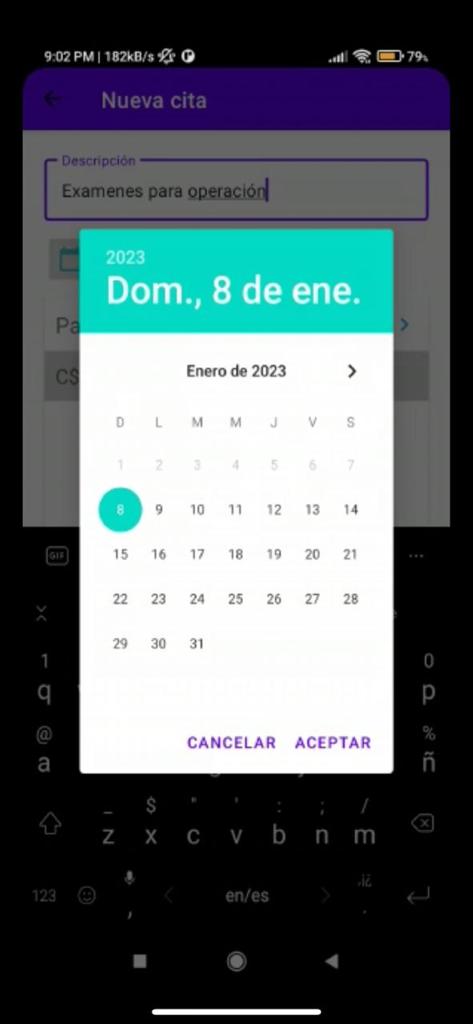 9:02 PM | 182kB/s
79%
Nueva cita
Descripción
Examenes para operación
2023
Dom., 8 de ene.
Pa
C$
Enero de 2023
D L M M J V S
1 2 3 4 5 6 7
8 9 10 11 12 13 14
15 16 17 18 19 20 21
22 23 24 25 26 27 28
29 30 31
CANCELAR ACEPTAR
GIF
1 0
q p
@ %
a ñ
_ $ " ' : ; /
z x c v b n m
123 , en/es .